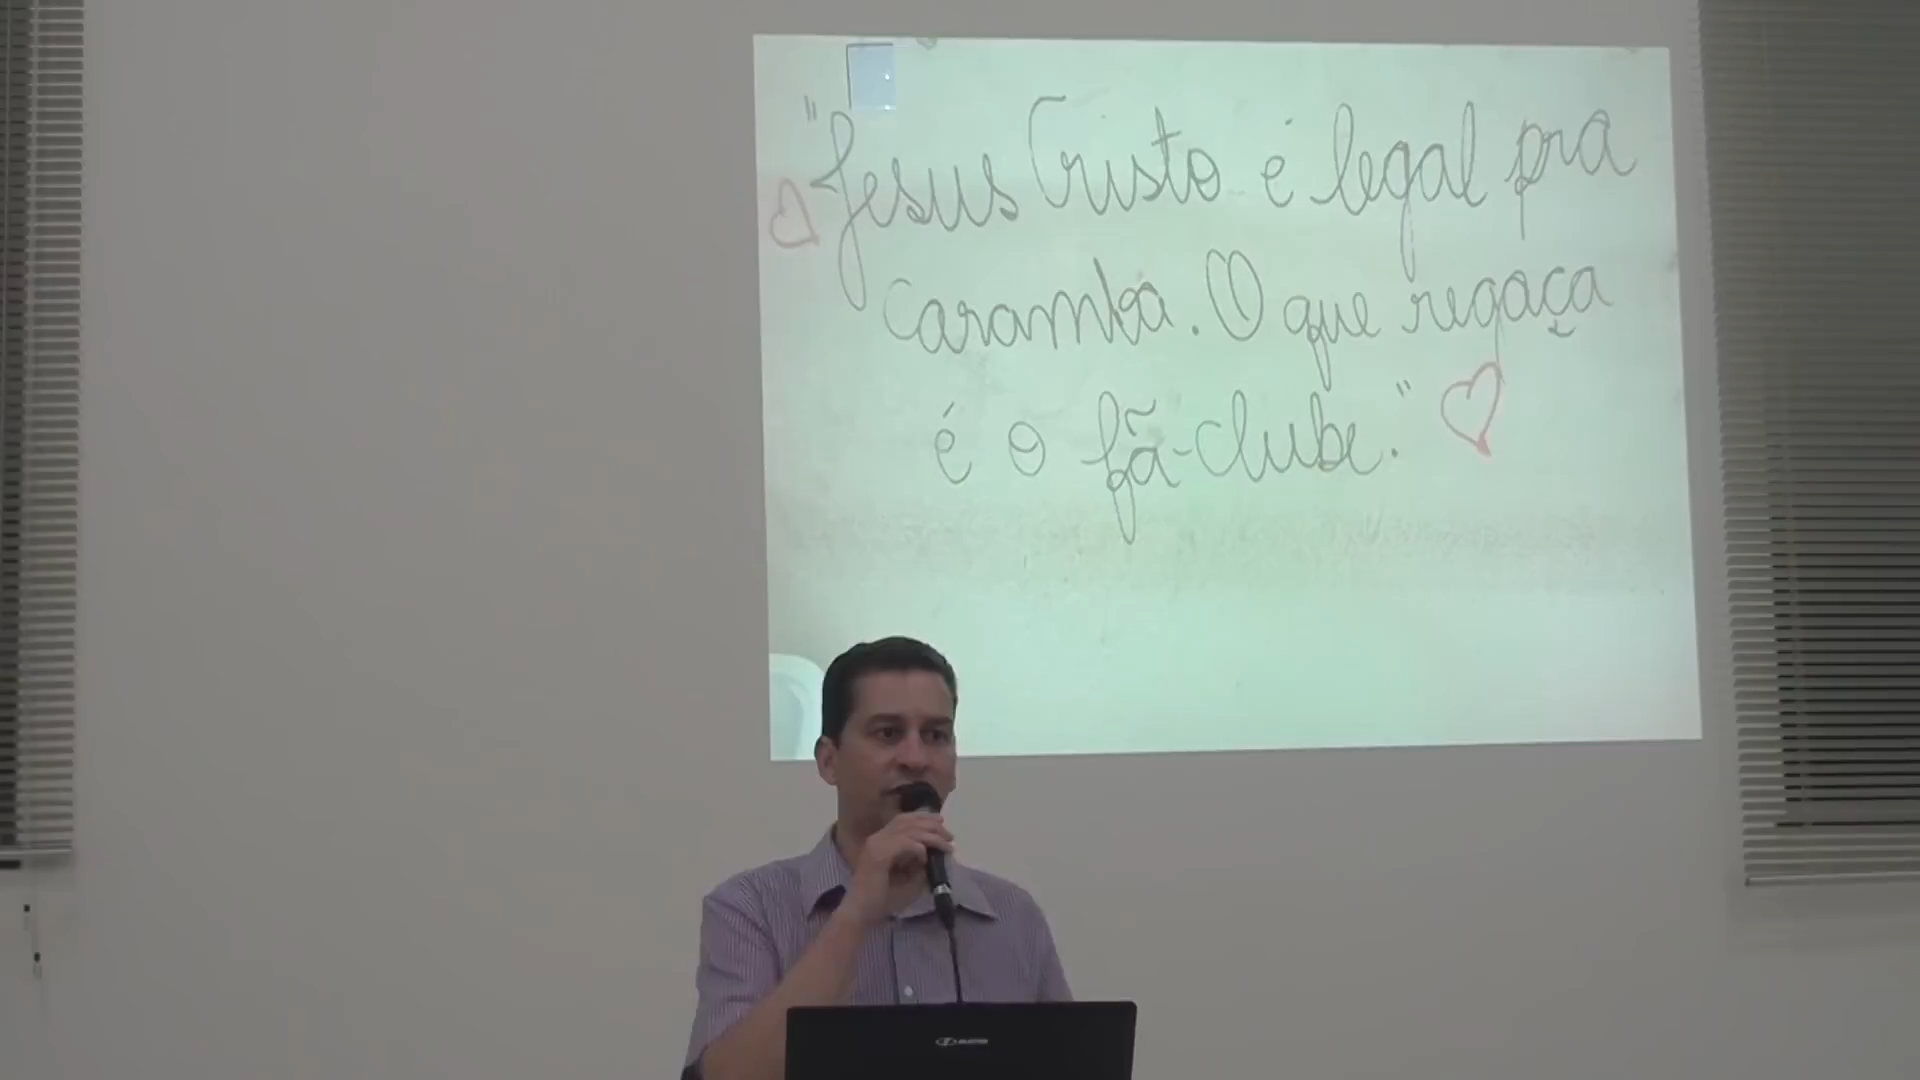 "Jesus Cristo é legal pra
caramba. O que regaça
é o fã-clube."